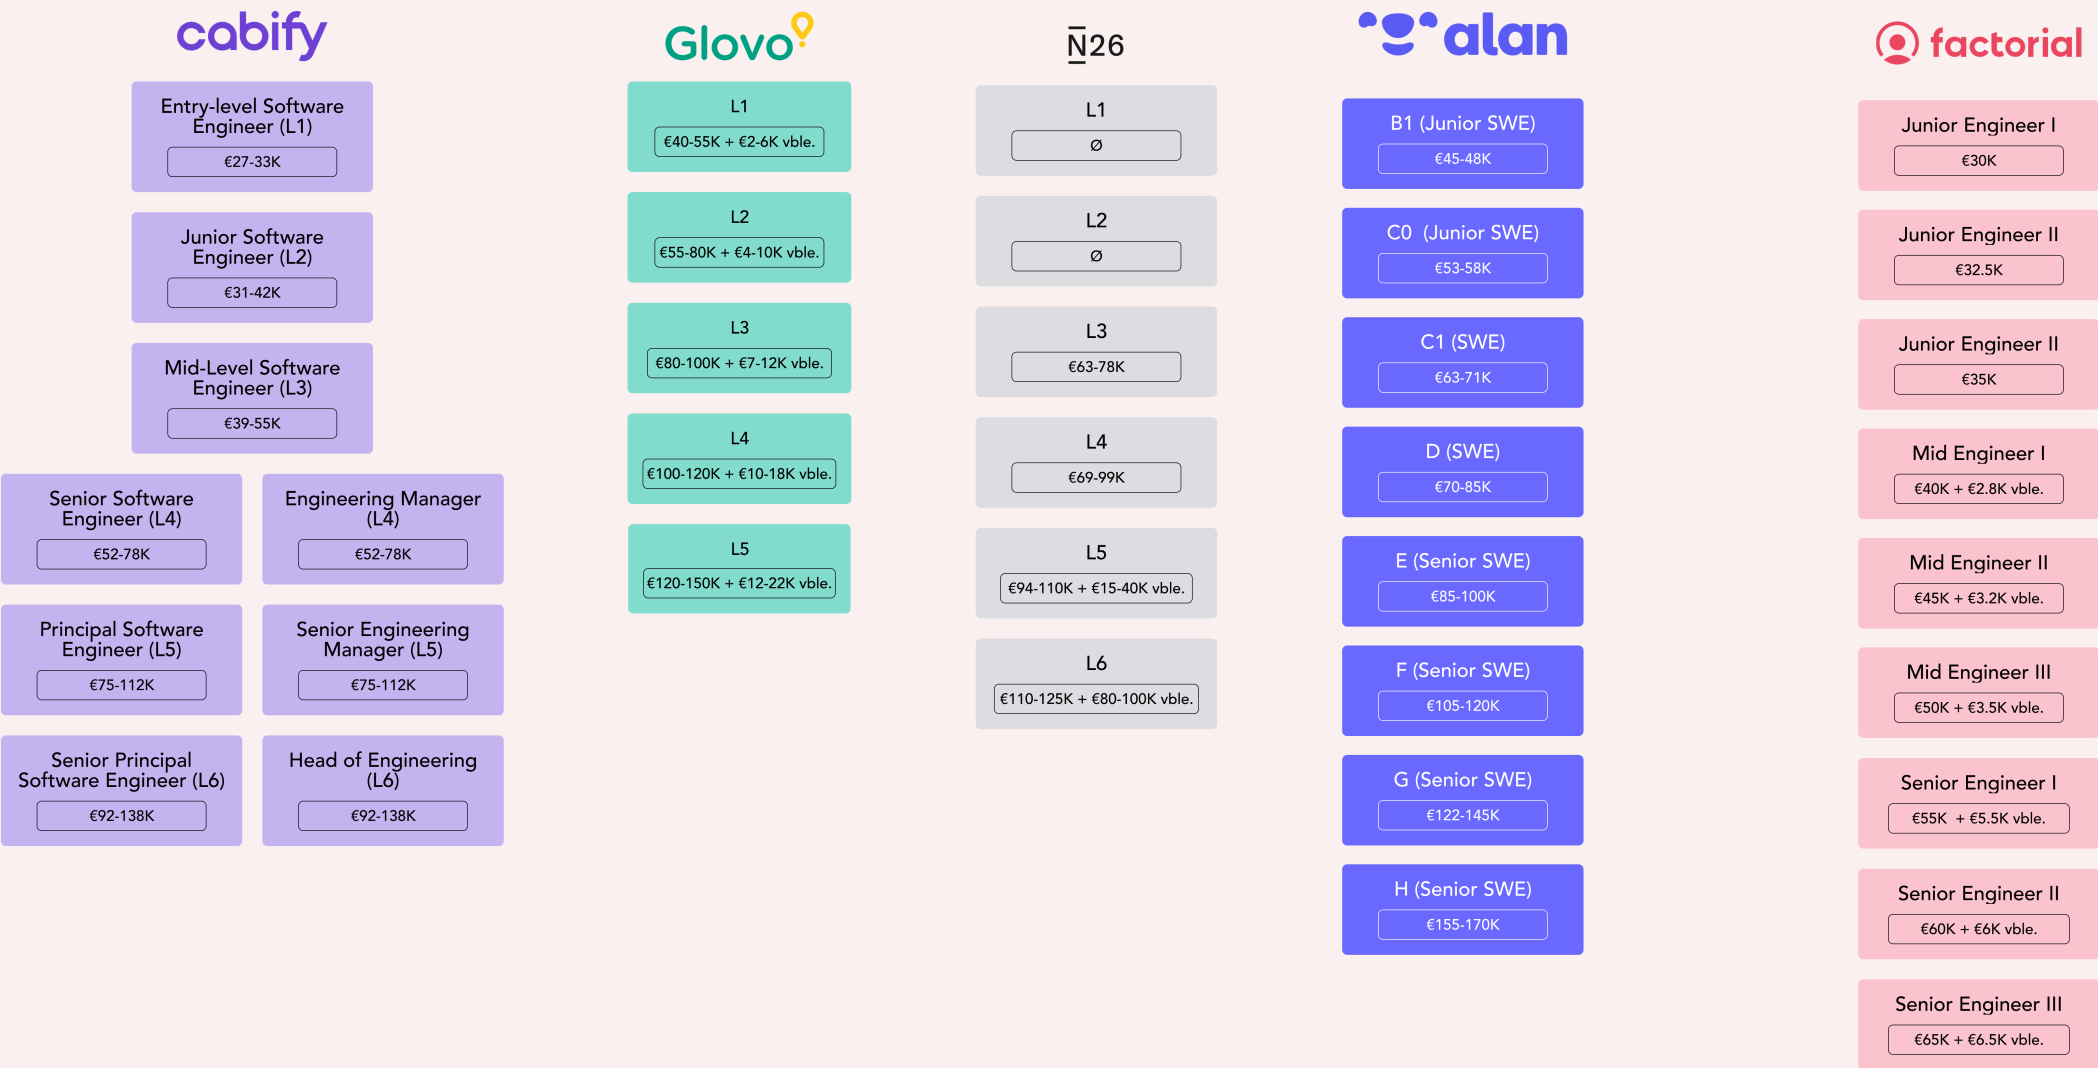 cabify
Entry-level Software
Engineer (L1)
€27-33K
Junior Software
Engineer (L2)
€31-42K
Mid-Level Software
Engineer (L3)
€39-55K
Senior Software
Engineer (L4)
€52-78K
Engineering Manager
(L4)
€52-78K
Principal Software
Engineer (L5)
€75-112K
Senior Engineering
Manager (L5)
€75-112K
Senior Principal
Software Engineer (L6)
€92-138K
Head of Engineering
(L6)
€92-138K
Glovo
L1
€40-55K + €2-6K vble.
L2
€55-80K + €4-10K vble.
L3
€80-100K + €7-12K vble.
L4
€100-120K + €10-18K vble.
L5
€120-150K + €12-22K vble.
N26
L1
Ø
L2
Ø
L3
€63-78K
L4
€69-99K
L5
€94-110K + €15-40K vble.
L6
€110-125K + €80-100K vble.
alan
B1 (Junior SWE)
€45-48K
C0 (Junior SWE)
€53-58K
C1 (SWE)
€63-71K
D (SWE)
€70-85K
E (Senior SWE)
€85-100K
F (Senior SWE)
€105-120K
G (Senior SWE)
€122-145K
H (Senior SWE)
€155-170K
factorial
Junior Engineer I
€30K
Junior Engineer II
€32.5K
Junior Engineer II
€35K
Mid Engineer I
€40K + €2.8K vble.
Mid Engineer II
€45K + €3.2K vble.
Mid Engineer III
€50K + €3.5K vble.
Senior Engineer I
€55K + €5.5K vble.
Senior Engineer II
€60K + €6K vble.
Senior Engineer III
€65K + €6.5K vble.